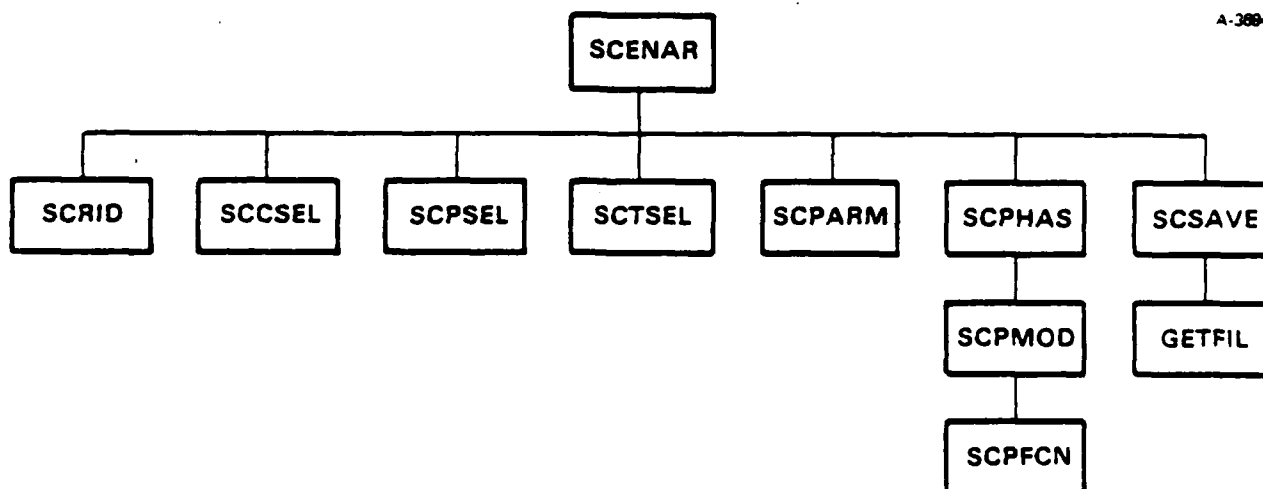 SCENAR
SCRID SCCSEL SCPSEL SCTSEL SCPARM SCPHAS SCSAVE
SCPMOD GETFIL
SCPFCN